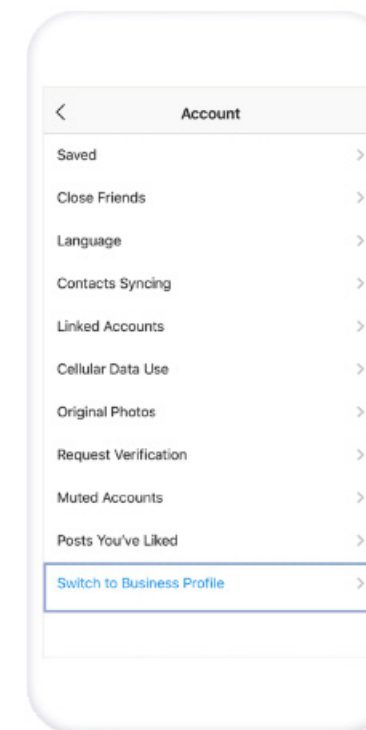 Account
Saved
Close Friends
Language
Contacts Syncing
Linked Accounts
Cellular Data Use
Original Photos
Request Verification
Muted Accounts
Posts You've Liked
Switch to Business Profile